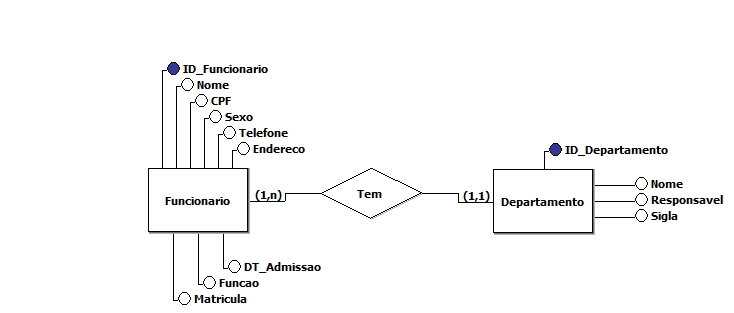 ID_Funcionario
Nome
CPF
Sexo
Telefone
Endereco
Funcionario
(1,n)
Tem
(1,1)
Departamento
ID_Departamento
Nome
Responsavel
Sigla
DT_Admissao
Funcao
Matricula